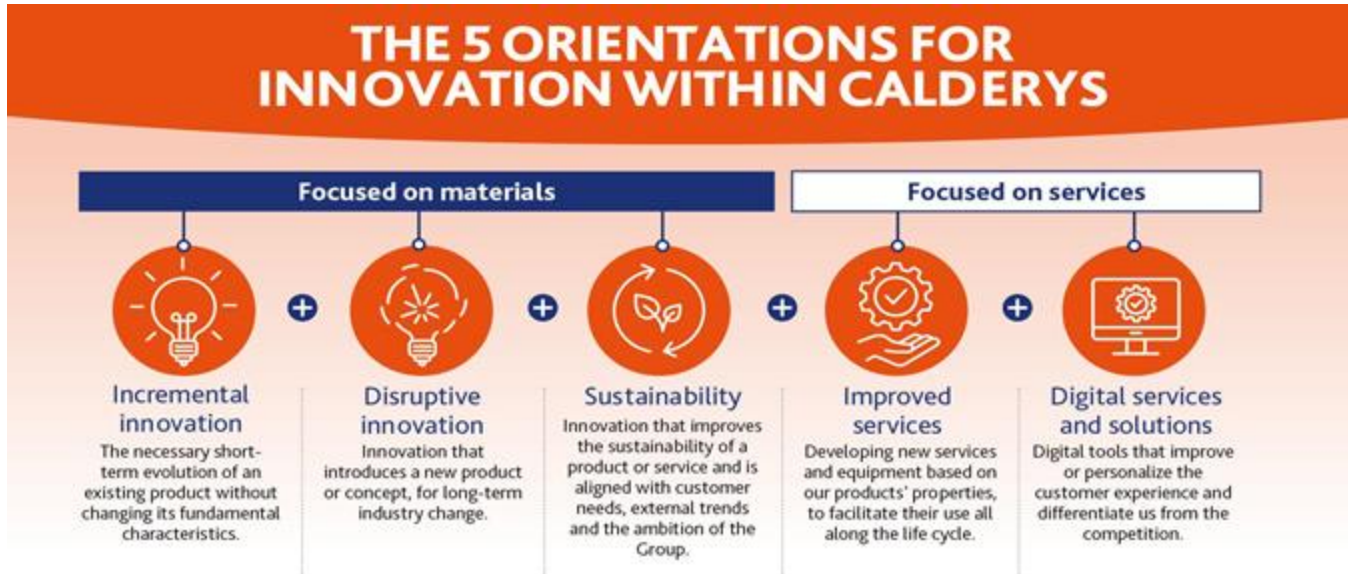 THE 5 ORIENTATIONS FOR
INNOVATION WITHIN CALDERYS
Focused on materials
Focused on services
Incremental
innovation
The necessary short-
term evolution of an
existing product without
changing its fundamental
characteristics.
Disruptive
innovation
Innovation that
introduces a new product
or concept, for long-term
industry change.
Sustainability
Innovation that improves
the sustainability of a
product or service and is
aligned with customer
needs, external trends
and the ambition of the
Group.
Improved
services
Developing new services
and equipment based on
our products' properties,
to facilitate their use all
along the life cycle.
Digital services
and solutions
Digital tools that improve
or personalize the
customer experience and
differentiate us from the
competition.